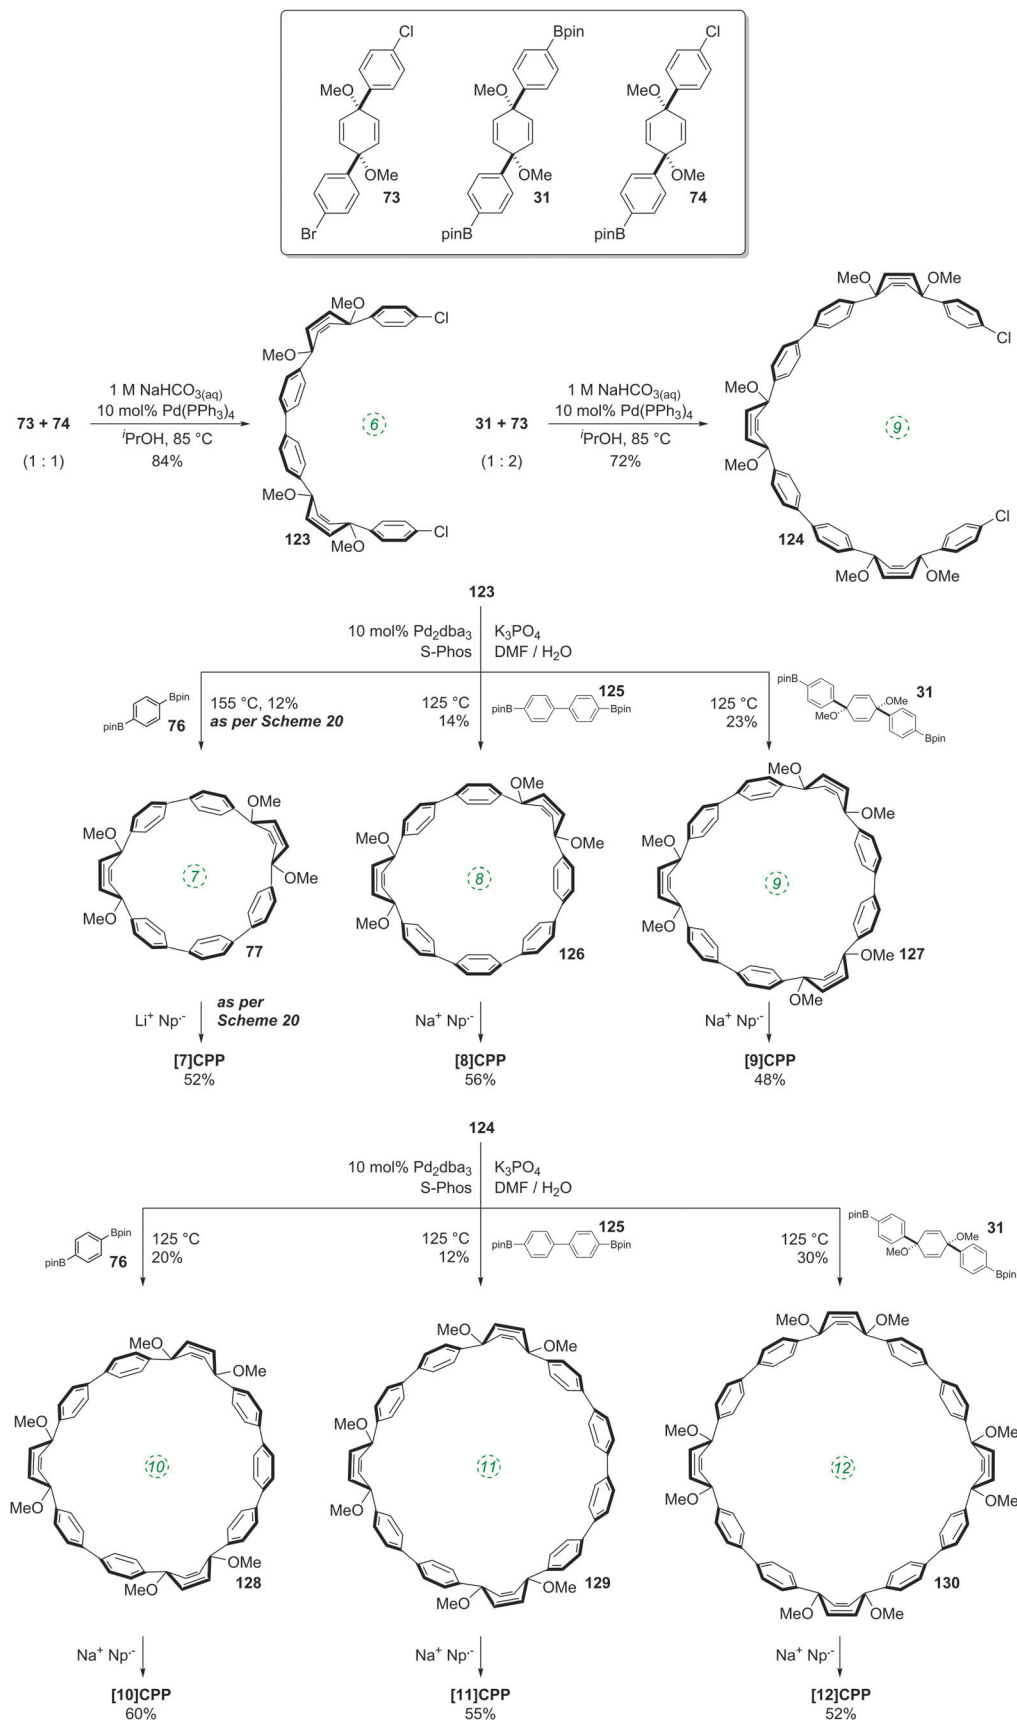 Cl
MeO
OMe
73
Br
Bpin
MeO
OMe
31
pinB
Cl
MeO
OMe
74
pinB
73 + 74
(1 : 1)
1 M NaHCO3(aq)
10 mol% Pd(PPh3)4
iPrOH, 85 °C
84%
MeO
Cl
MeO
6
MeO
Cl
123
MeO
31 + 73
(1 : 2)
1 M NaHCO3(aq)
10 mol% Pd(PPh3)4
iPrOH, 85 °C
72%
MeO
OMe
Cl
MeO
9
MeO
Cl
124
MeO
OMe
123
10 mol% Pd2dba3
S-Phos
K3PO4
DMF / H2O
Bpin
pinB
76
155 °C, 12%
as per Scheme 20
125 °C
14%
125
pinB
Bpin
125 °C
23%
pinB
31
OMe
MeO
Bpin
OMe
MeO
7
OMe
MeO
77
OMe
MeO
OMe
8
MeO
126
MeO
OMe
MeO
9
MeO
OMe
127
MeO
Li+ Np·-
as per
Scheme 20
[7]CPP
52%
Na+ Np·-
[8]CPP
56%
Na+ Np·-
[9]CPP
48%
124
10 mol% Pd2dba3
S-Phos
K3PO4
DMF / H2O
Bpin
pinB
76
125 °C
20%
125 °C
12%
125
pinB
Bpin
125 °C
30%
pinB
31
OMe
MeO
Bpin
MeO
OMe
MeO
10
MeO
OMe
MeO
128
MeO
OMe
MeO
11
MeO
OMe
MeO
129
MeO
OMe
MeO
OMe
12
MeO
OMe
MeO
OMe
130
Na+ Np·-
[10]CPP
60%
Na+ Np·-
[11]CPP
55%
Na+ Np·-
[12]CPP
52%